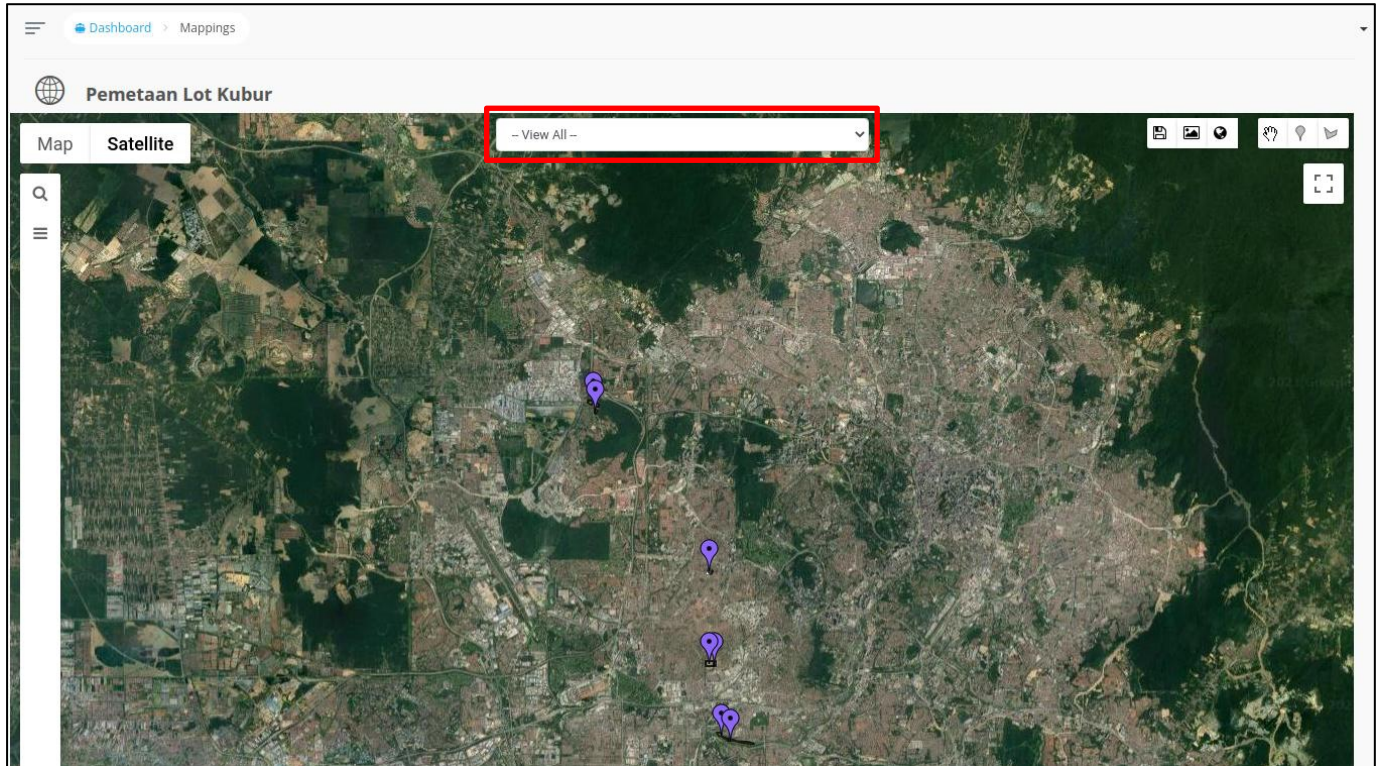 Dashboard > Mappings
Pemetaan Lot Kubur
Map Satellite
-- View All --